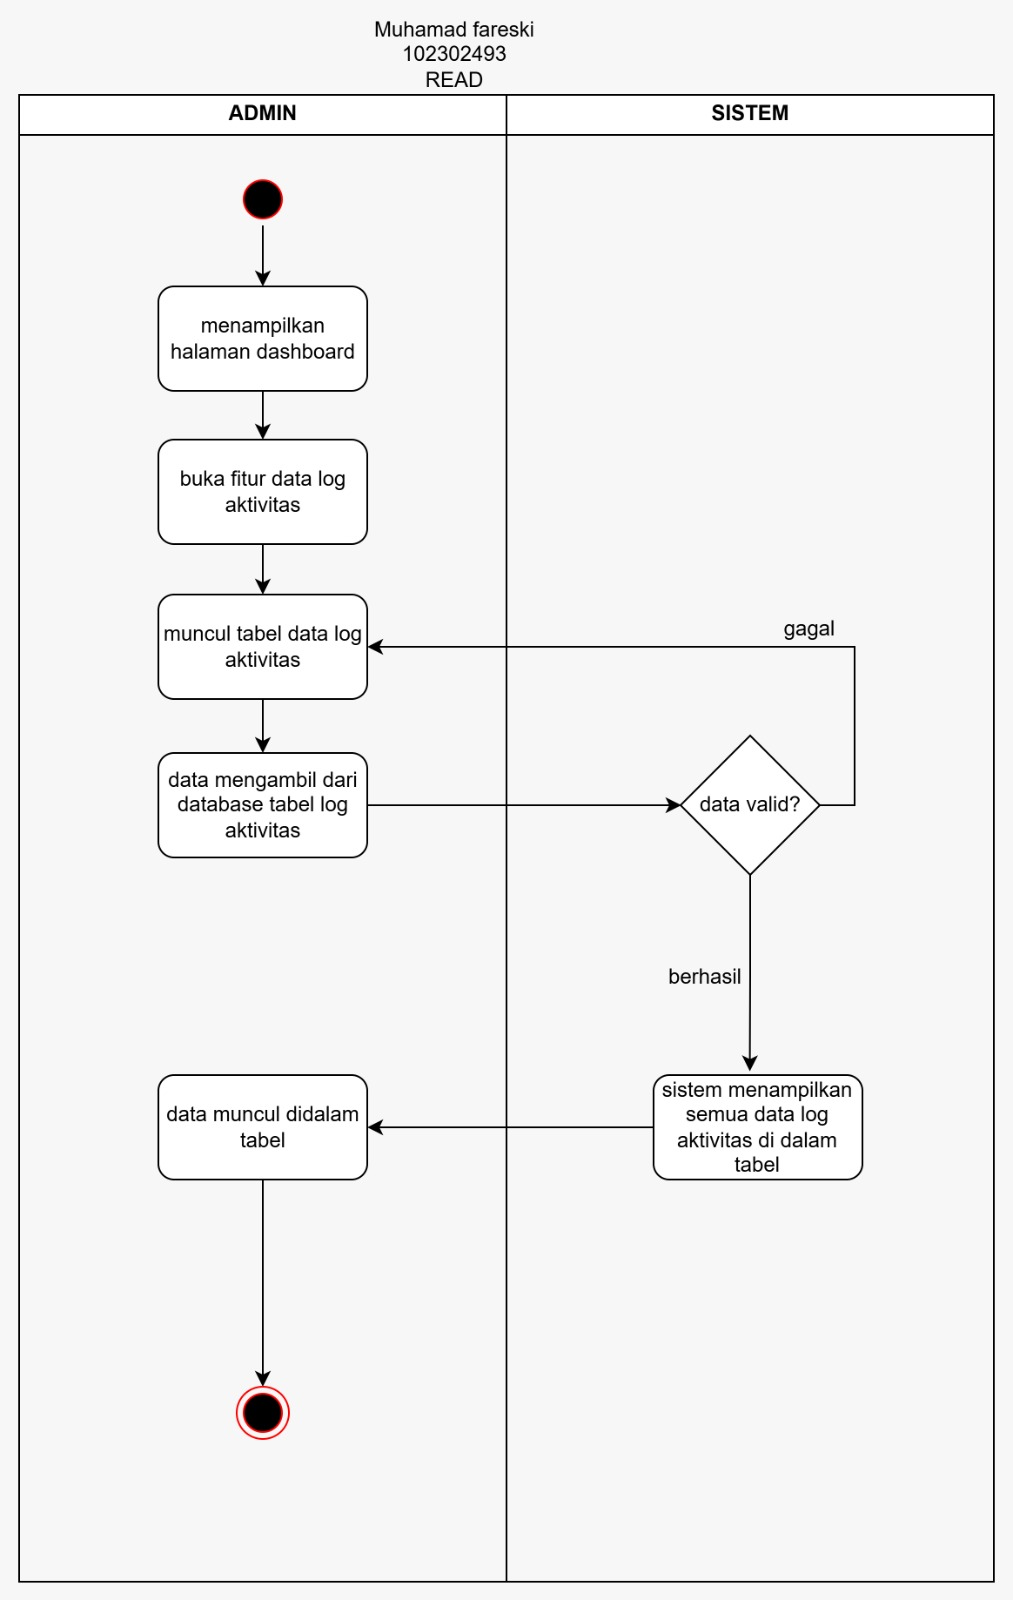 Muhamad fareski
102302493
READ
ADMIN
SISTEM
menampilkan
halaman dashboard
buka fitur data log
aktivitas
muncul tabel data log
aktivitas
gagal
data mengambil dari
database tabel log
aktivitas
data valid?
berhasil
sistem menampilkan
semua data log
aktivitas di dalam
tabel
data muncul didalam
tabel